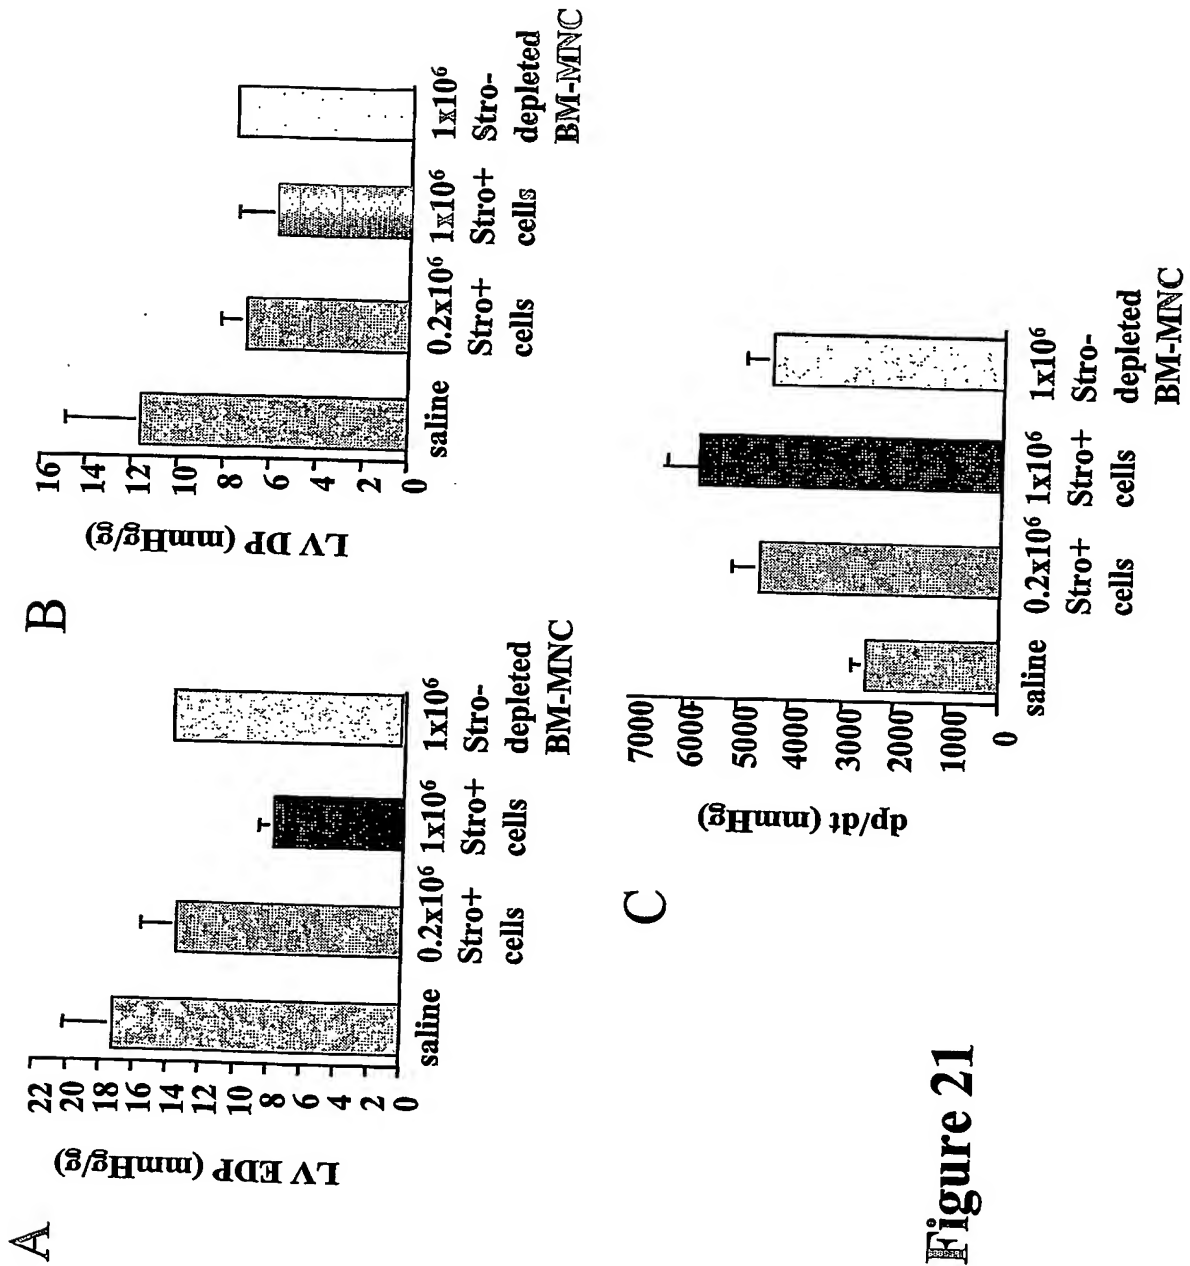 A
LV EDP (mmHg/g)
22
20
18
16
14
12
10
8
6
4
2
0
saline
0.2x10⁶ Stro+ cells
1x10⁶ Stro+ cells
1x10⁶ Stro- depleted BM-MNC
B
LV DP (mmHg/g)
16
14
12
10
8
6
4
2
0
saline
0.2x10⁶ Stro+ cells
1x10⁶ Stro+ cells
1x10⁶ Stro- depleted BM-MNC
C
dp/dt (mmHg)
7000
6000
5000
4000
3000
2000
1000
0
saline
0.2x10⁶ Stro+ cells
1x10⁶ Stro+ cells
1x10⁶ Stro- depleted BM-MNC
Figure 21